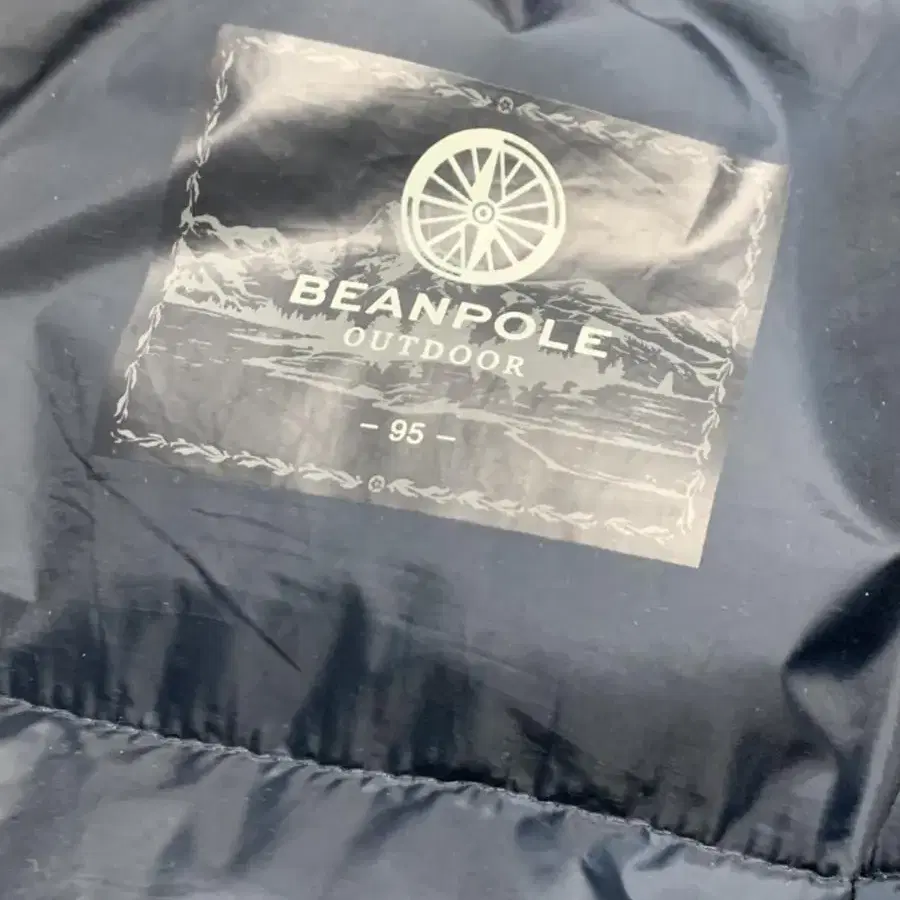 BEANPOLE
OUTDOOR
- 95 -